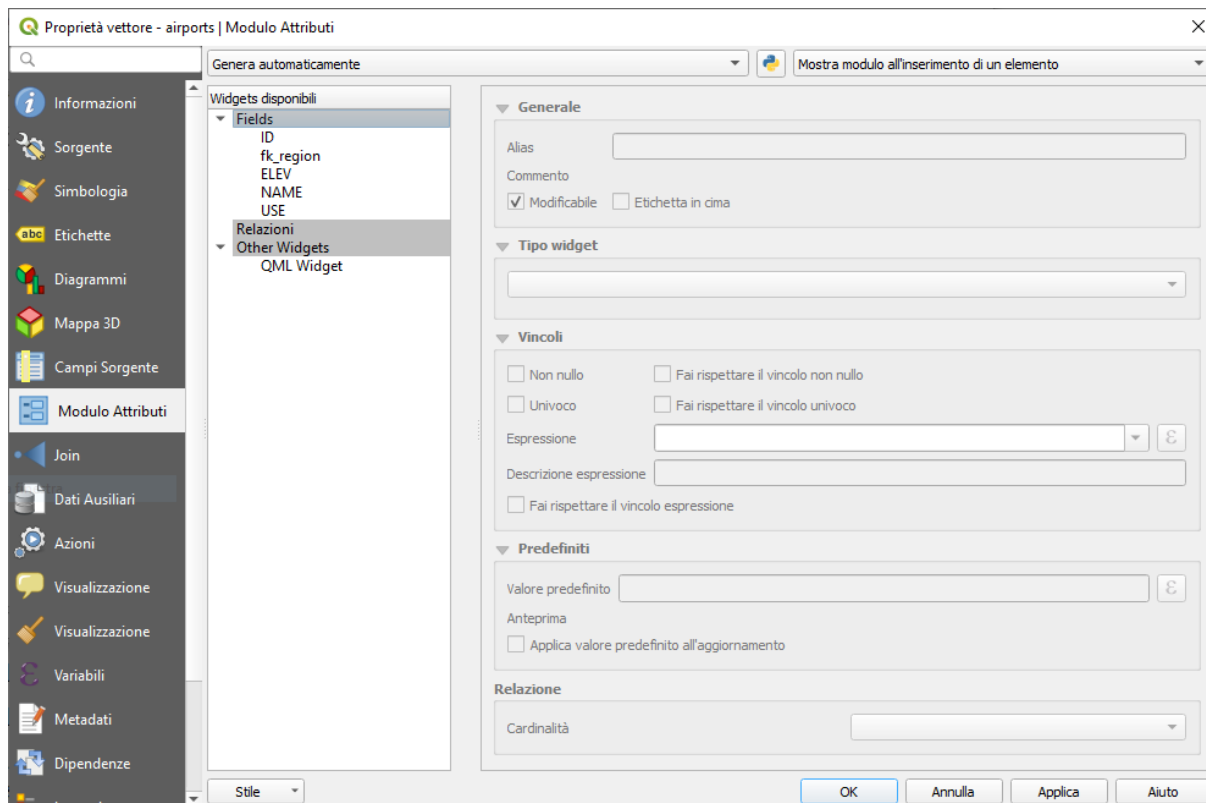 Proprietà vettore - airports | Modulo Attributi
Genera automaticamente
Mostra modulo all'inserimento di un elemento
Informazioni
Sorgente
Simbologia
abc Etichette
Diagrammi
Mappa 3D
Campi Sorgente
Modulo Attributi
Join
Dati Ausiliari
Azioni
Visualizzazione
Visualizzazione
Variabili
Metadati
Dipendenze
Widgets disponibili
Fields
ID
fk_region
ELEV
NAME
USE
Relazioni
Other Widgets
QML Widget
Generale
Alias
Commento
Modificabile Etichetta in cima
Tipo widget
Vincoli
Non nullo Fai rispettare il vincolo non nullo
Univoco Fai rispettare il vincolo univoco
Espressione ε
Descrizione espressione
Fai rispettare il vincolo espressione
Predefiniti
Valore predefinito ε
Anteprima
Applica valore predefinito all'aggiornamento
Relazione
Cardinalità
Stile OK Annulla Applica Aiuto